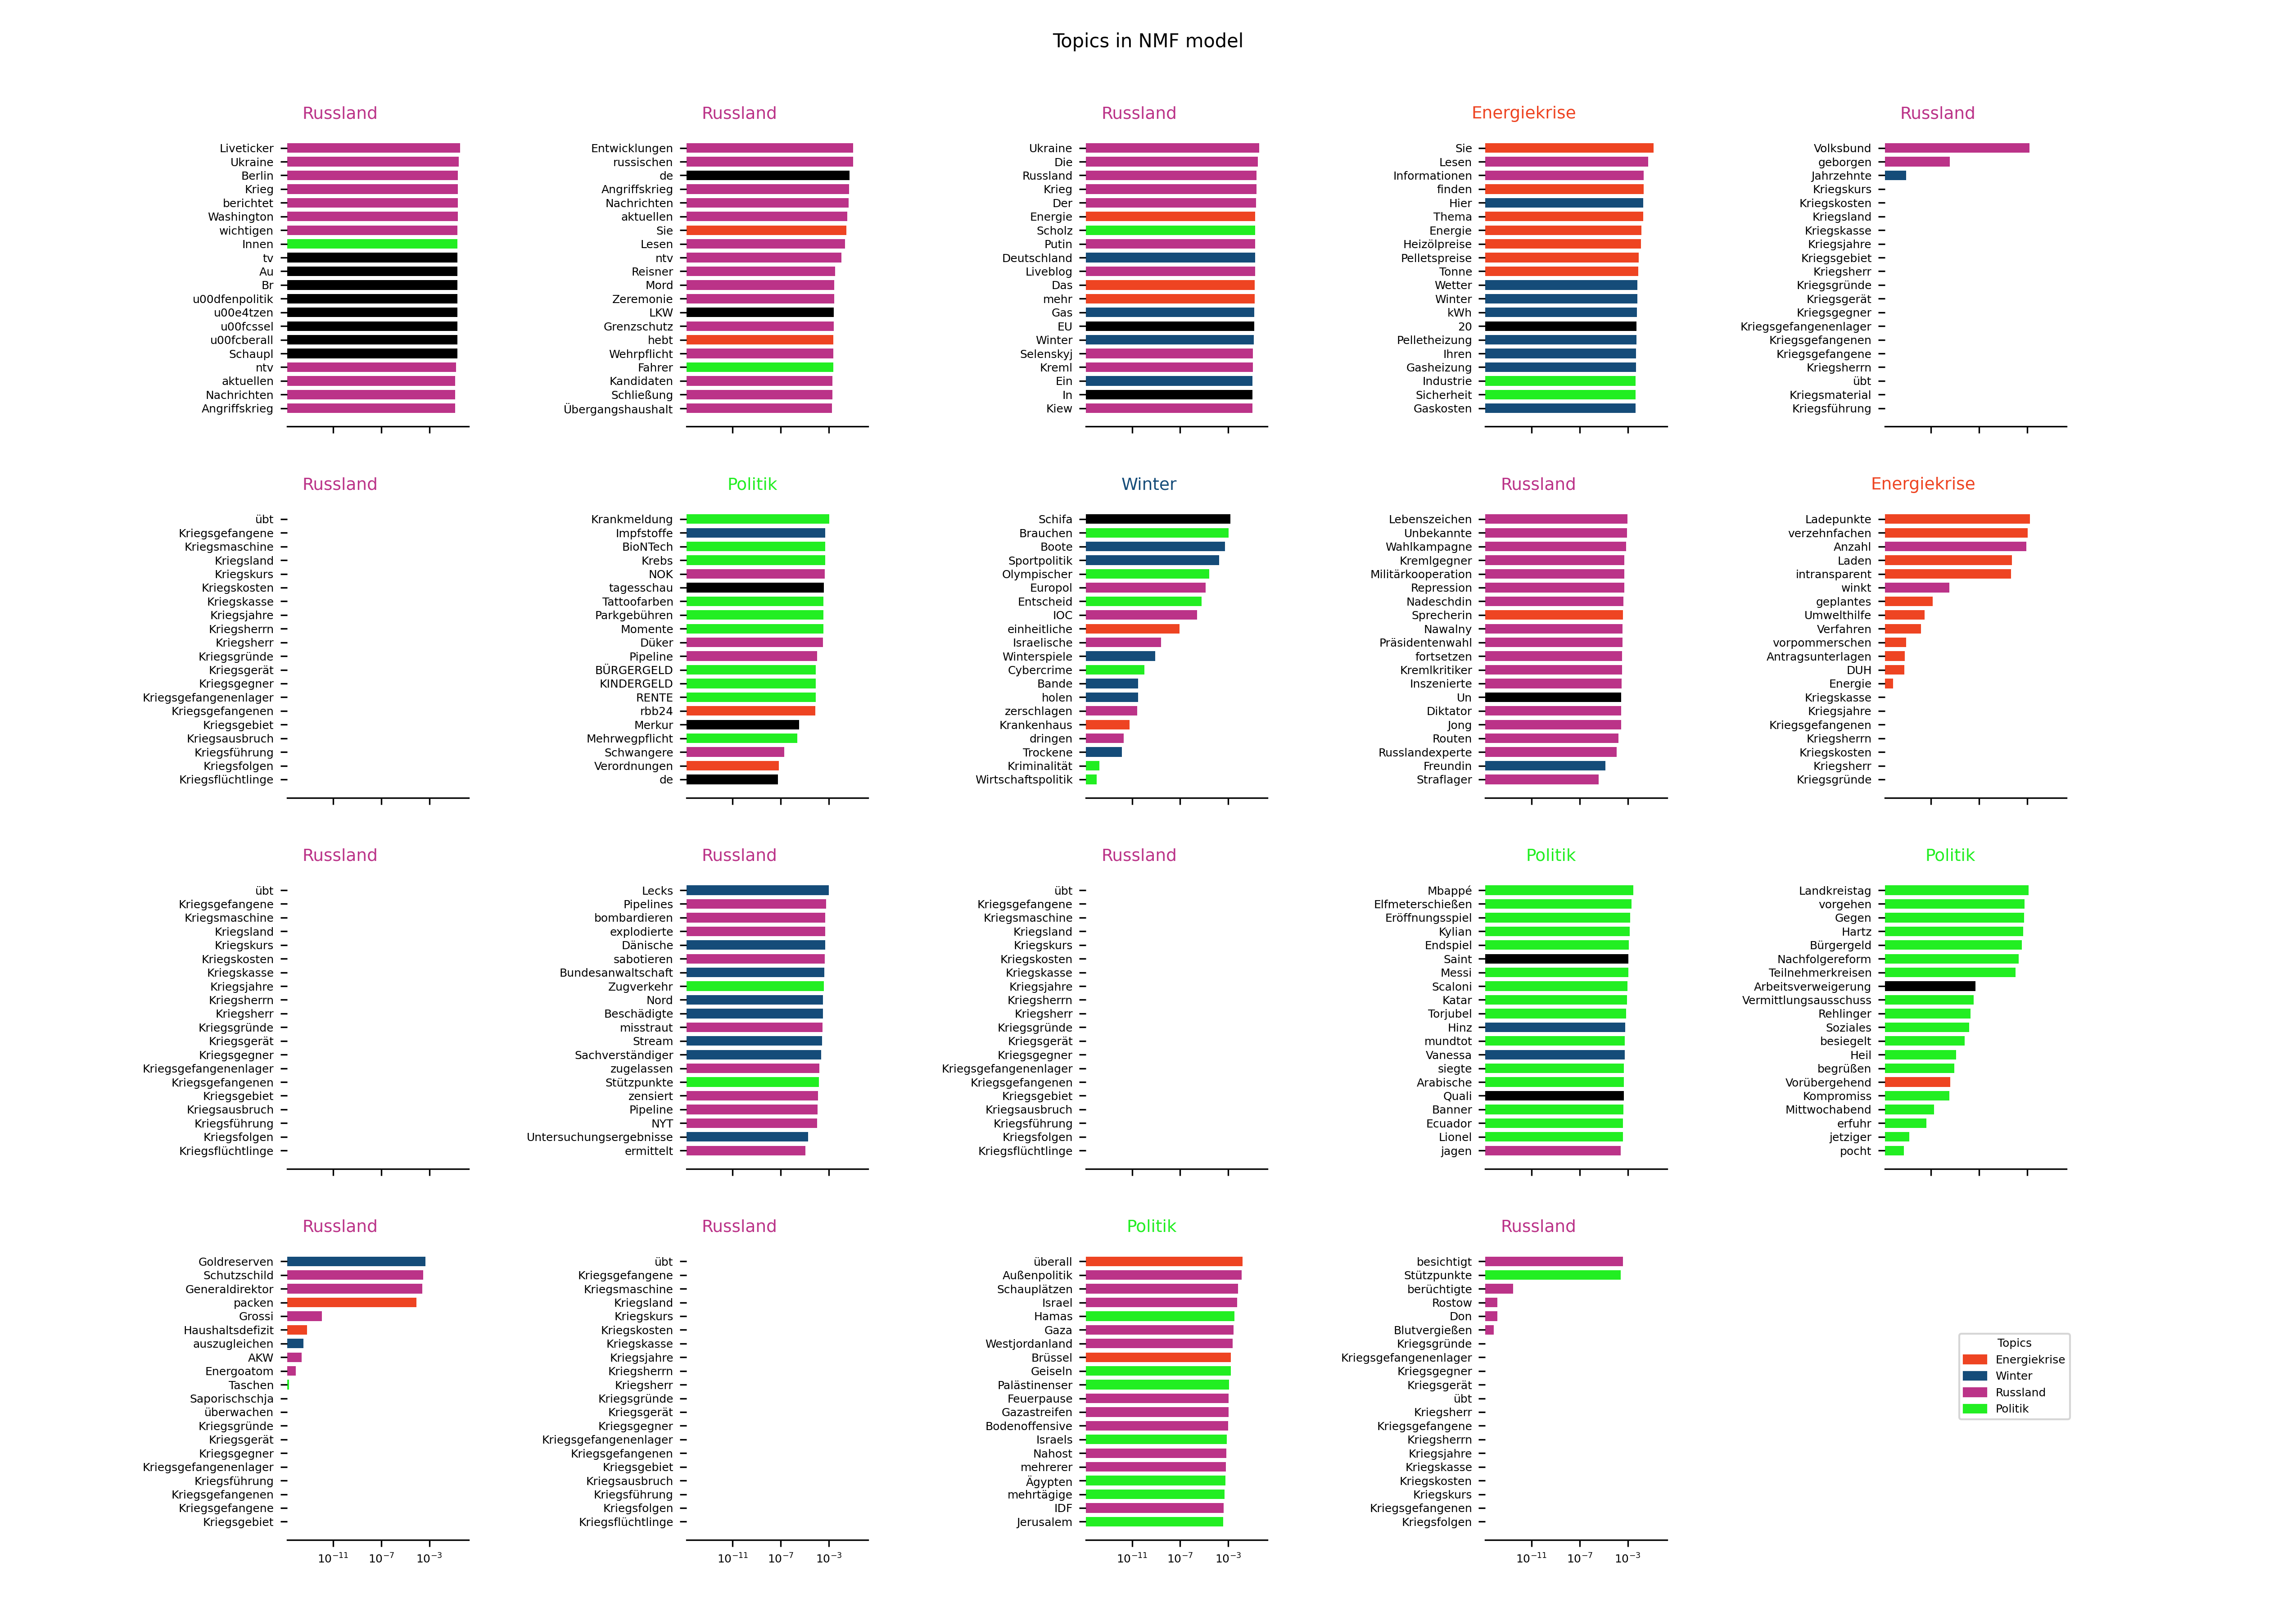 Topics in NMF model
Russland
Liveticker
Ukraine
Berlin
Krieg
berichtet
Washington
wichtigen
Innen
tv
Au
Br
u00dfenpolitik
u00e4tzen
u00fcssel
u00fcberall
Schaupl
ntv
aktuellen
Nachrichten
Angriffskrieg
Russland
Entwicklungen
russischen
de
Angriffskrieg
Nachrichten
aktuellen
Sie
Lesen
ntv
Reisner
Mord
Zeremonie
LKW
Grenzschutz
hebt
Wehrpflicht
Fahrer
Kandidaten
Schließung
Übergangshaushalt
Russland
Ukraine
Die
Russland
Krieg
Der
Energie
Scholz
Putin
Deutschland
Liveblog
Das
mehr
Gas
EU
Winter
Selenskyj
Kreml
Ein
In
Kiew
Energiekrise
Sie
Lesen
Informationen
finden
Hier
Thema
Energie
Heizölpreise
Pelletspreise
Tonne
Wetter
Winter
kWh
20
Pelletheizung
Ihren
Gasheizung
Industrie
Sicherheit
Gaskosten
Russland
Volksbund
geborgen
Jahrzehnte
Kriegskurs
Kriegskosten
Kriegsland
Kriegskasse
Kriegsjahre
Kriegsgebiet
Kriegsherr
Kriegsgründe
Kriegsgerät
Kriegsgegner
Kriegsgefangenenlager
Kriegsgefangenen
Kriegsgefangene
Kriegsherrn
übt
Kriegsmaterial
Kriegsführung
Russland
übt
Kriegsgefangene
Kriegsmaschine
Kriegsland
Kriegskurs
Kriegskosten
Kriegskasse
Kriegsjahre
Kriegsherrn
Kriegsherr
Kriegsgründe
Kriegsgerät
Kriegsgegner
Kriegsgefangenenlager
Kriegsgefangenen
Kriegsgebiet
Kriegsausbruch
Kriegsführung
Kriegsfolgen
Kriegsflüchtlinge
Politik
Krankmeldung
Impfstoffe
BioNTech
Krebs
NOK
tagesschau
Tattoofarben
Parkgebühren
Momente
Düker
Pipeline
BÜRGERGELD
KINDERGELD
RENTE
rbb24
Merkur
Mehrwegpflicht
Schwangere
Verordnungen
de
Winter
Schifa
Brauchen
Boote
Sportpolitik
Olympischer
Europol
Entscheid
IOC
einheitliche
Israelische
Winterspiele
Cybercrime
Bande
holen
zerschlagen
Krankenhaus
dringen
Trockene
Kriminalität
Wirtschaftspolitik
Russland
Lebenszeichen
Unbekannte
Wahlkampagne
Kremlgegner
Militärkooperation
Repression
Nadeschdin
Sprecherin
Nawalny
Präsidentenwahl
fortsetzen
Kremlkritiker
Inszenierte
Un
Diktator
Jong
Routen
Russlandexperte
Freundin
Straflager
Energiekrise
Ladepunkte
verzehnfachen
Anzahl
Laden
intransparent
winkt
geplantes
Umwelthilfe
Verfahren
vorpommerschen
Antragsunterlagen
DUH
Energie
Kriegskasse
Kriegsjahre
Kriegsgefangenen
Kriegsherrn
Kriegskosten
Kriegsherr
Kriegsgründe
Russland
übt
Kriegsgefangene
Kriegsmaschine
Kriegsland
Kriegskurs
Kriegskosten
Kriegskasse
Kriegsjahre
Kriegsherrn
Kriegsherr
Kriegsgründe
Kriegsgerät
Kriegsgegner
Kriegsgefangenenlager
Kriegsgefangenen
Kriegsgebiet
Kriegsausbruch
Kriegsführung
Kriegsfolgen
Kriegsflüchtlinge
Russland
Lecks
Pipelines
bombardieren
explodierte
Dänische
sabotieren
Bundesanwaltschaft
Zugverkehr
Nord
Beschädigte
misstraut
Stream
Sachverständiger
zugelassen
Stützpunkte
zensiert
Pipeline
NYT
Untersuchungsergebnisse
ermittelt
Russland
übt
Kriegsgefangene
Kriegsmaschine
Kriegsland
Kriegskurs
Kriegskosten
Kriegskasse
Kriegsjahre
Kriegsherrn
Kriegsherr
Kriegsgründe
Kriegsgerät
Kriegsgegner
Kriegsgefangenenlager
Kriegsgefangenen
Kriegsgebiet
Kriegsausbruch
Kriegsführung
Kriegsfolgen
Kriegsflüchtlinge
Politik
Mbappé
Elfmeterschießen
Eröffnungsspiel
Kylian
Endspiel
Saint
Messi
Scaloni
Katar
Torjubel
Hinz
mundtot
Vanessa
siegte
Arabische
Quali
Banner
Ecuador
Lionel
jagen
Politik
Landkreistag
vorgehen
Gegen
Hartz
Bürgergeld
Nachfolgereform
Teilnehmerkreisen
Arbeitsverweigerung
Vermittlungsausschuss
Rehlinger
Soziales
besiegelt
Heil
begrüßen
Vorübergehend
Kompromiss
Mittwochabend
erfuhr
jetziger
pocht
Russland
Goldreserven
Schutzschild
Generaldirektor
packen
Grossi
Haushaltsdefizit
auszugleichen
AKW
Energoatom
Taschen
Saporischschja
überwachen
Kriegsgründe
Kriegsgerät
Kriegsgegner
Kriegsgefangenenlager
Kriegsführung
Kriegsgefangenen
Kriegsgefangene
Kriegsgebiet
10⁻¹¹ 10⁻⁷ 10⁻³
Russland
übt
Kriegsgefangene
Kriegsmaschine
Kriegsland
Kriegskurs
Kriegskosten
Kriegskasse
Kriegsjahre
Kriegsherrn
Kriegsherr
Kriegsgründe
Kriegsgerät
Kriegsgegner
Kriegsgefangenenlager
Kriegsgefangenen
Kriegsgebiet
Kriegsausbruch
Kriegsführung
Kriegsfolgen
Kriegsflüchtlinge
10⁻¹¹ 10⁻⁷ 10⁻³
Politik
überall
Außenpolitik
Schauplätzen
Israel
Hamas
Gaza
Westjordanland
Brüssel
Geiseln
Palästinenser
Feuerpause
Gazastreifen
Bodenoffensive
Israels
Nahost
mehrerer
Ägypten
mehrtägige
IDF
Jerusalem
10⁻¹¹ 10⁻⁷ 10⁻³
Russland
besichtigt
Stützpunkte
berüchtigte
Rostow
Don
Blutvergießen
Kriegsgründe
Kriegsgefangenenlager
Kriegsgegner
Kriegsgerät
übt
Kriegsherr
Kriegsgefangene
Kriegsherrn
Kriegsjahre
Kriegskasse
Kriegskosten
Kriegskurs
Kriegsgefangenen
Kriegsfolgen
10⁻¹¹ 10⁻⁷ 10⁻³
Topics
Energiekrise
Winter
Russland
Politik